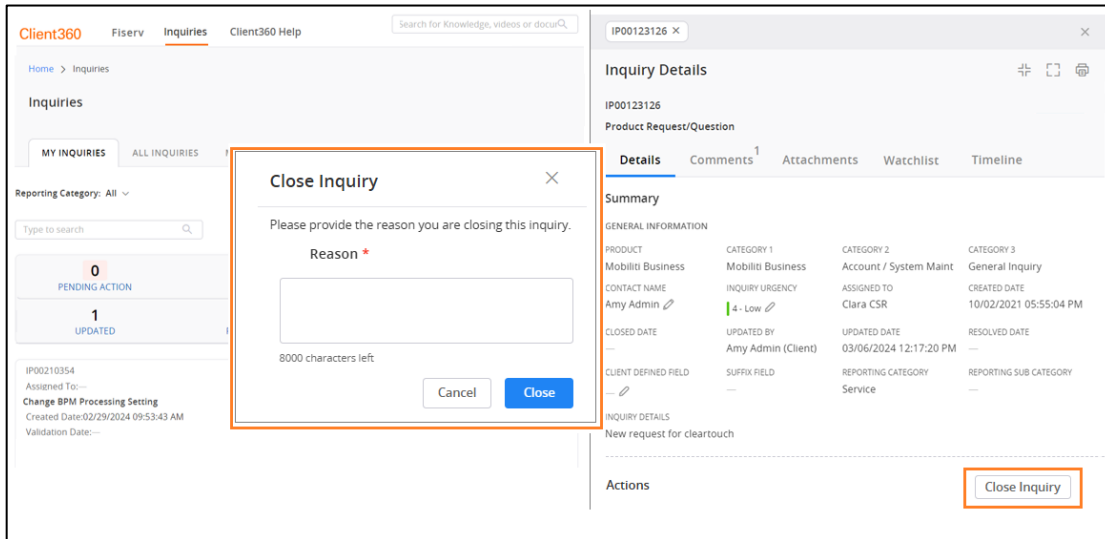 Client360 Fiserv Inquiries Client360 Help
Search for Knowledge, videos or docur
Home > Inquiries
Inquiries
MY INQUIRIES ALL INQUIRIES
Reporting Category: All
Type to search
0
PENDING ACTION
1
UPDATED
IP00210354
Assigned To:—
Change BPM Processing Setting
Created Date:02/29/2024 09:53:43 AM
Validation Date:—
Close Inquiry
Please provide the reason you are closing this inquiry.
Reason *
8000 characters left
Cancel Close
IP00123126 ×
Inquiry Details
IP00123126
Product Request/Question
Details Comments 1 Attachments Watchlist Timeline
Summary
GENERAL INFORMATION
PRODUCT CATEGORY 1 CATEGORY 2 CATEGORY 3
Mobiliti Business Mobiliti Business Account / System Maint General Inquiry
CONTACT NAME INQUIRY URGENCY ASSIGNED TO CREATED DATE
Amy Admin 4 - Low Clara CSR 10/02/2021 05:55:04 PM
CLOSED DATE UPDATED BY UPDATED DATE RESOLVED DATE
— Amy Admin (Client) 03/06/2024 12:17:20 PM —
CLIENT DEFINED FIELD SUFFIX FIELD REPORTING CATEGORY REPORTING SUB CATEGORY
— — Service —
INQUIRY DETAILS
New request for cleartouch
Actions Close Inquiry